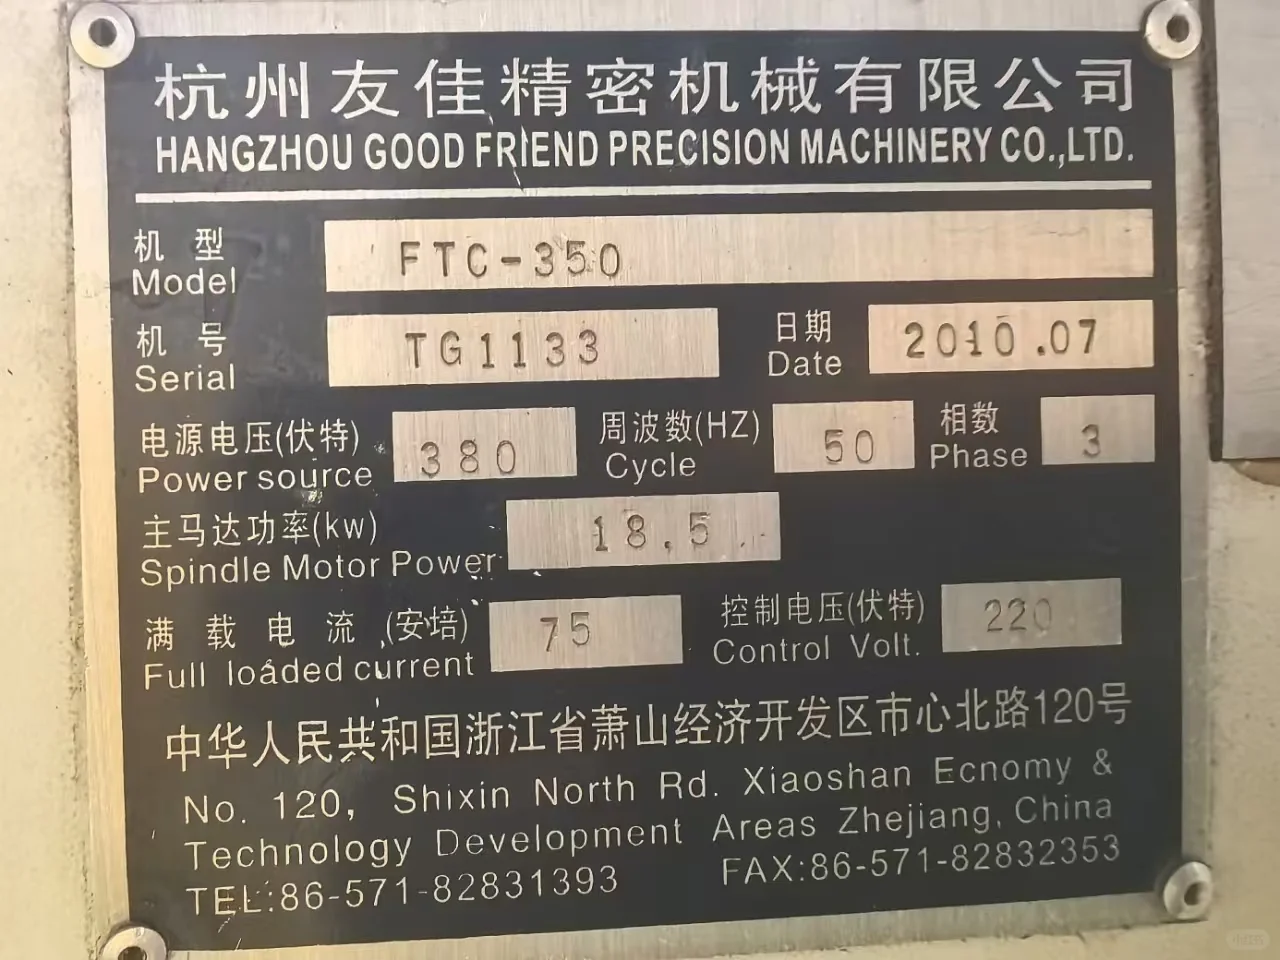 杭州友佳精密机械有限公司
HANGZHOU GOOD FRIEND PRECISION MACHINERY CO.,LTD.
机 型 FTC-350
Model
机 号 TG1133 日期 2010.07
Serial Date
电源电压(伏特) 380 周波数(HZ) 50 相数 3
Power source Cycle Phase
主马达功率(kw) 18.5
Spindle Motor Power
满 载 电 流 (安培) 75 控制电压(伏特) 220
Full loaded current Control Volt.
中华人民共和国浙江省萧山经济开发区市心北路120号
No. 120, Shixin North Rd. Xiaoshan Ecnomy &
Technology Development Areas Zhejiang, China
TEL:86-571-82831393 FAX:86-571-82832353